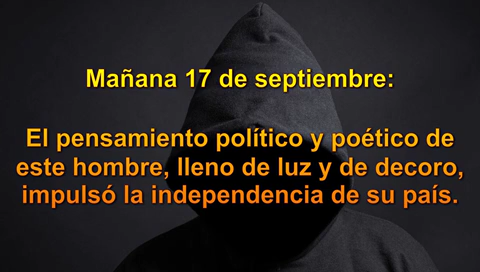 Mañana 17 de septiembre:
El pensamiento político y poético de
este hombre, lleno de luz y de decoro,
impulsó la independencia de su país.